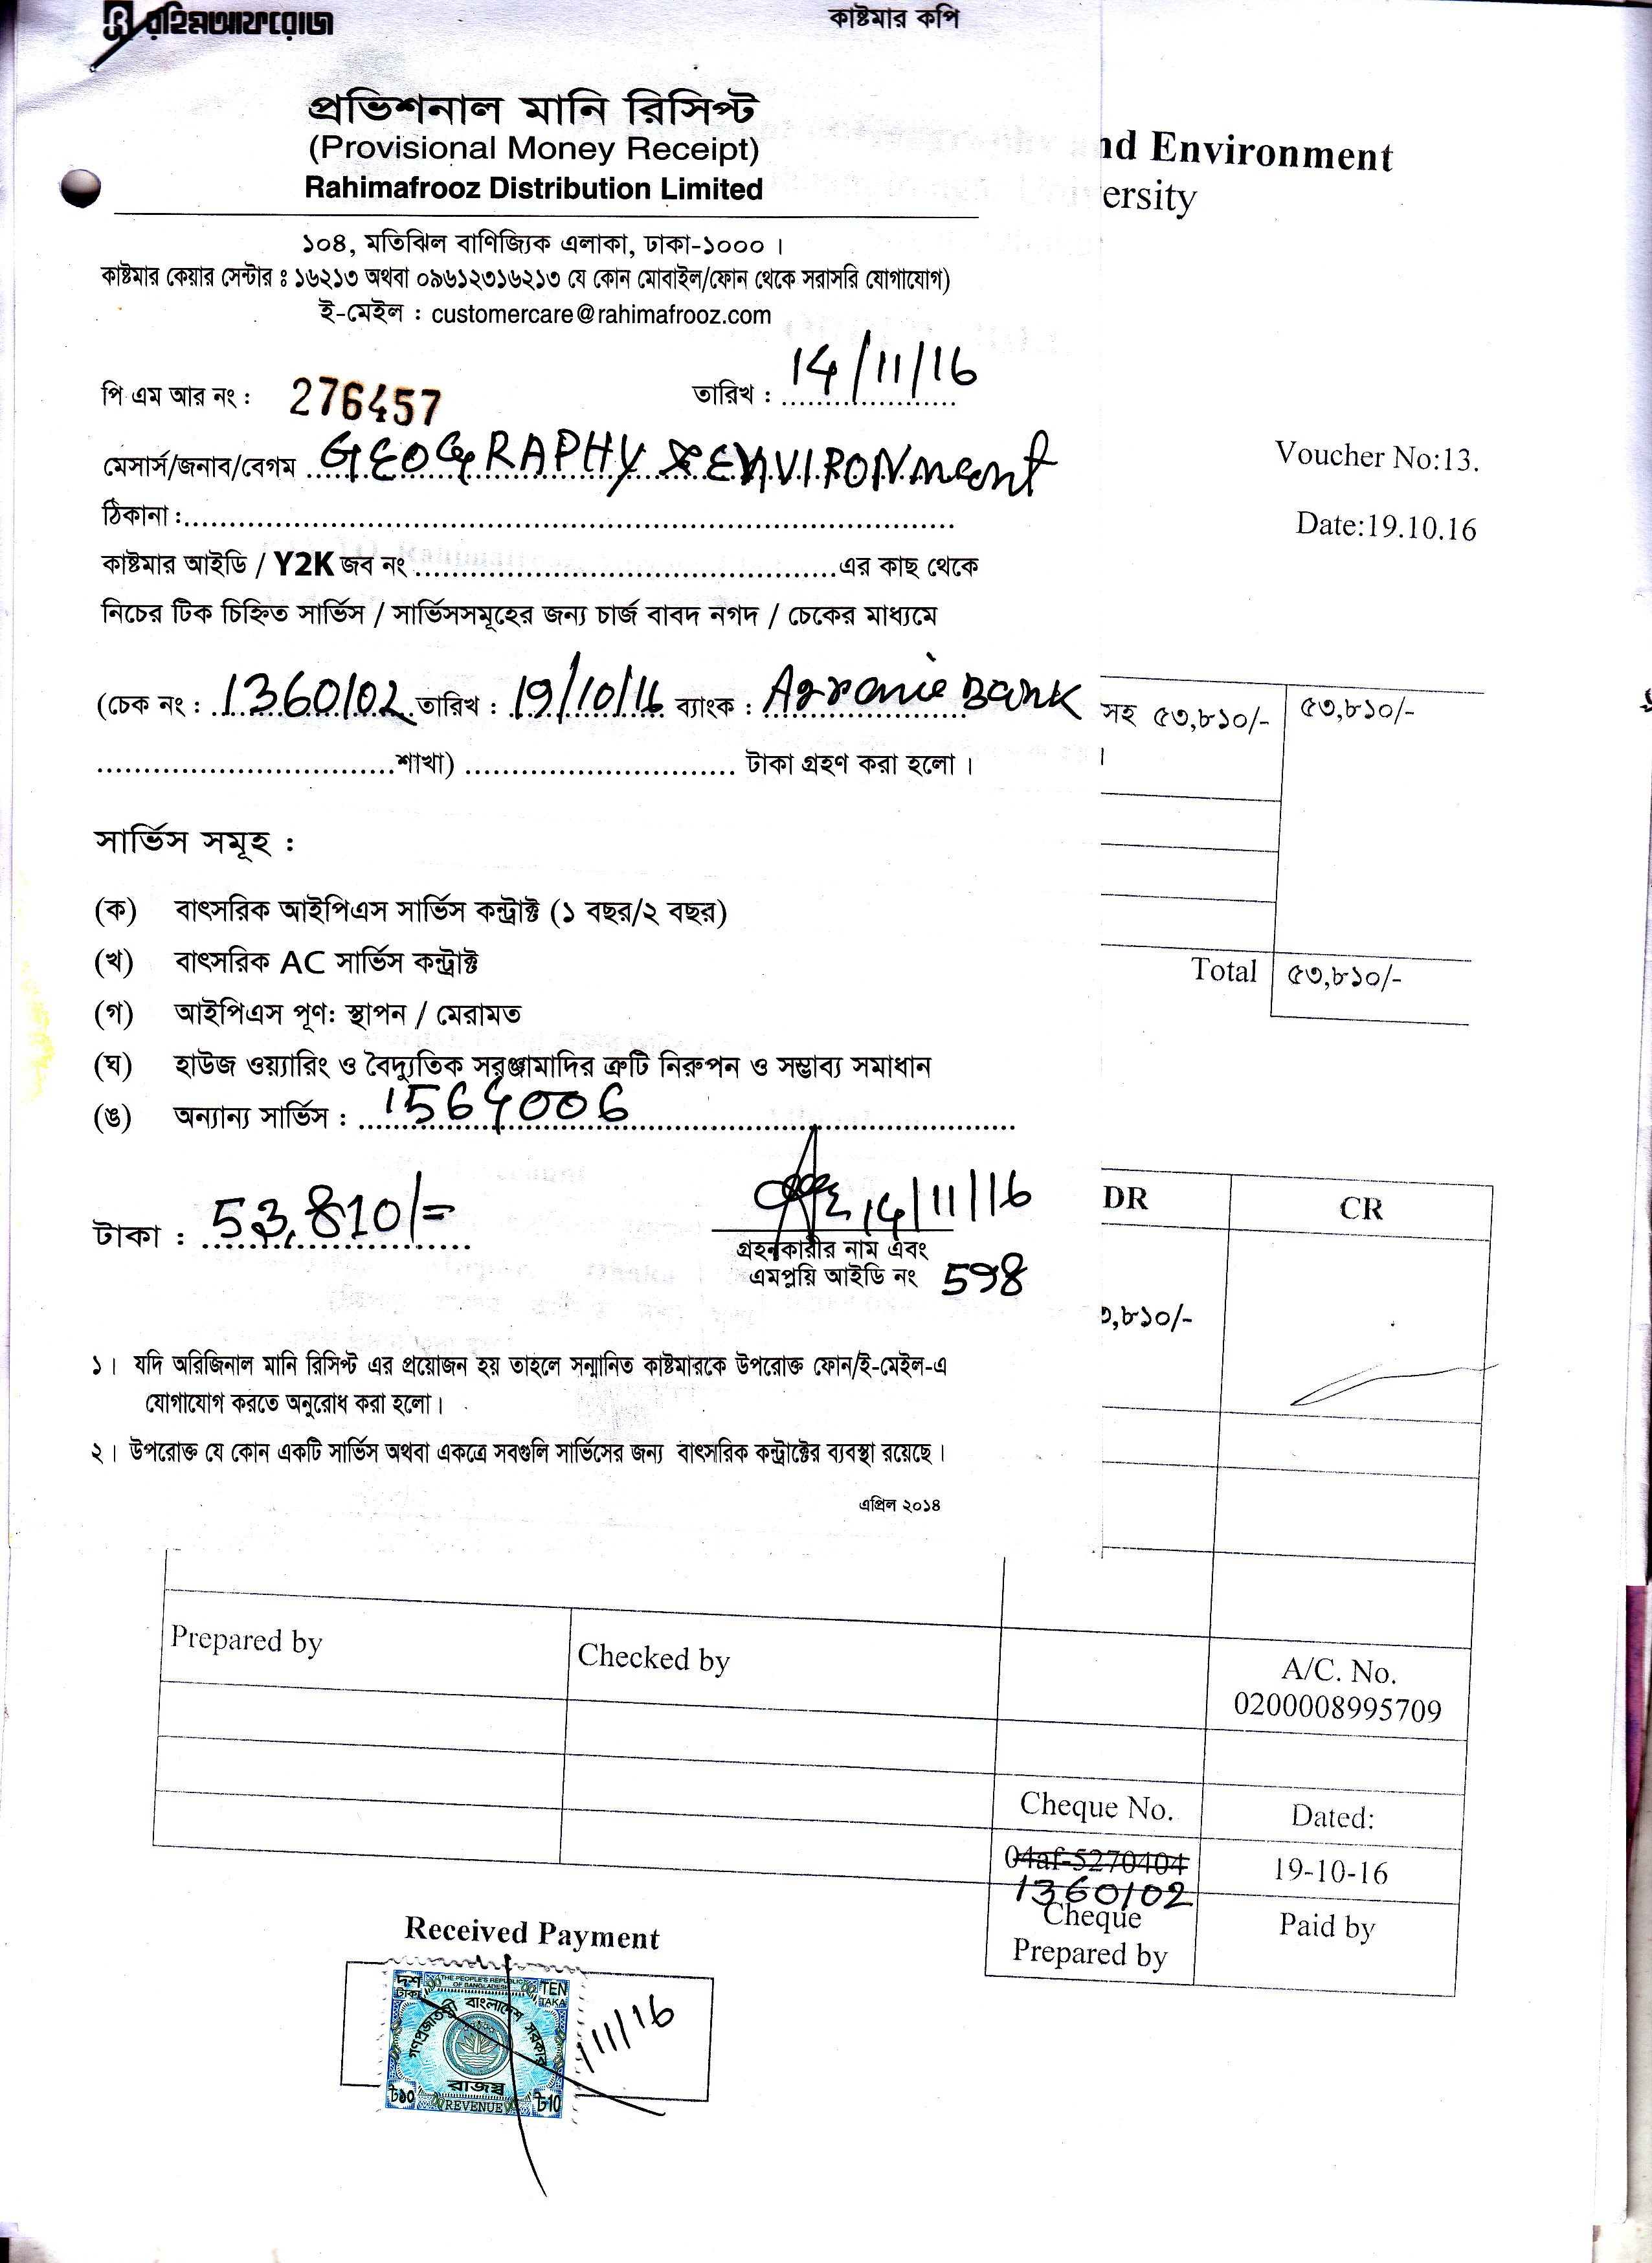 রহিমআফরোজ
কাষ্টমার কপি
প্রভিশনাল মানি রিসিপ্ট
(Provisional Money Receipt)
Rahimafrooz Distribution Limited
১০৪, মতিঝিল বাণিজ্যিক এলাকা, ঢাকা-১০০০ ।
কাষ্টমার কেয়ার সেন্টার ঃ ১৬২১৩ অথবা ০৯৬১২৩১৬২১৩ যে কোন মোবাইল/ফোন থেকে সরাসরি যোগাযোগ)
ই-মেইল : customercare@rahimafrooz.com
পি এম আর নং : 276457 তারিখ : 14/11/16
মেসার্স/জনাব/বেগম GEOGRAPHY & ENVIRONment
ঠিকানা :
কাষ্টমার আইডি / Y2K জব নং এর কাছ থেকে
নিচের টিক চিহ্নিত সার্ভিস / সার্ভিসসমূহের জন্য চার্জ বাবদ নগদ / চেকের মাধ্যমে
(চেক নং : 1360102 তারিখ : 19/10/16 ব্যাংক : Agranie Bank
শাখা) টাকা গ্রহণ করা হলো ।
সার্ভিস সমূহ :
(ক) বাৎসরিক আইপিএস সার্ভিস কন্ট্রাক্ট (১ বছর/২ বছর)
(খ) বাৎসরিক AC সার্ভিস কন্ট্রাক্ট
(গ) আইপিএস পূণ: স্থাপন / মেরামত
(ঘ) হাউজ ওয়্যারিং ও বৈদ্যুতিক সরঞ্জামাদির ত্রুটি নিরুপন ও সম্ভাব্য সমাধান
(ঙ) অন্যান্য সার্ভিস : 1564006
টাকা : 53,810/=
14/11/16
গ্রহনকারীর নাম এবং
এমপ্লয়ি আইডি নং 598
১। যদি অরিজিনাল মানি রিসিপ্ট এর প্রয়োজন হয় তাহলে সন্মানিত কাষ্টমারকে উপরোক্ত ফোন/ই-মেইল-এ
যোগাযোগ করতে অনুরোধ করা হলো।
২। উপরোক্ত যে কোন একটি সার্ভিস অথবা একত্রে সবগুলি সার্ভিসের জন্য বাৎসরিক কন্ট্রাক্টের ব্যবস্থা রয়েছে।
এপ্রিল ২০১৪
nd Environment
ersity
Voucher No:13.
Date:19.10.16
সহ ৫৩,৮১০/- ৫৩,৮১০/-
।
Total ৫৩,৮১০/-
DR CR
৩,৮১০/-
Prepared by Checked by A/C. No.
0200008995709
Cheque No. Dated:
04af-5270404 19-10-16
1360102
Cheque Paid by
Prepared by
Received Payment
দশ টাকা THE PEOPLE'S REPUBLIC OF BANGLADESH TEN TAKA
গণপ্রজাতন্ত্রী বাংলাদেশ সরকার
রাজস্ব
৳১০ REVENUE ৳10
/11/16